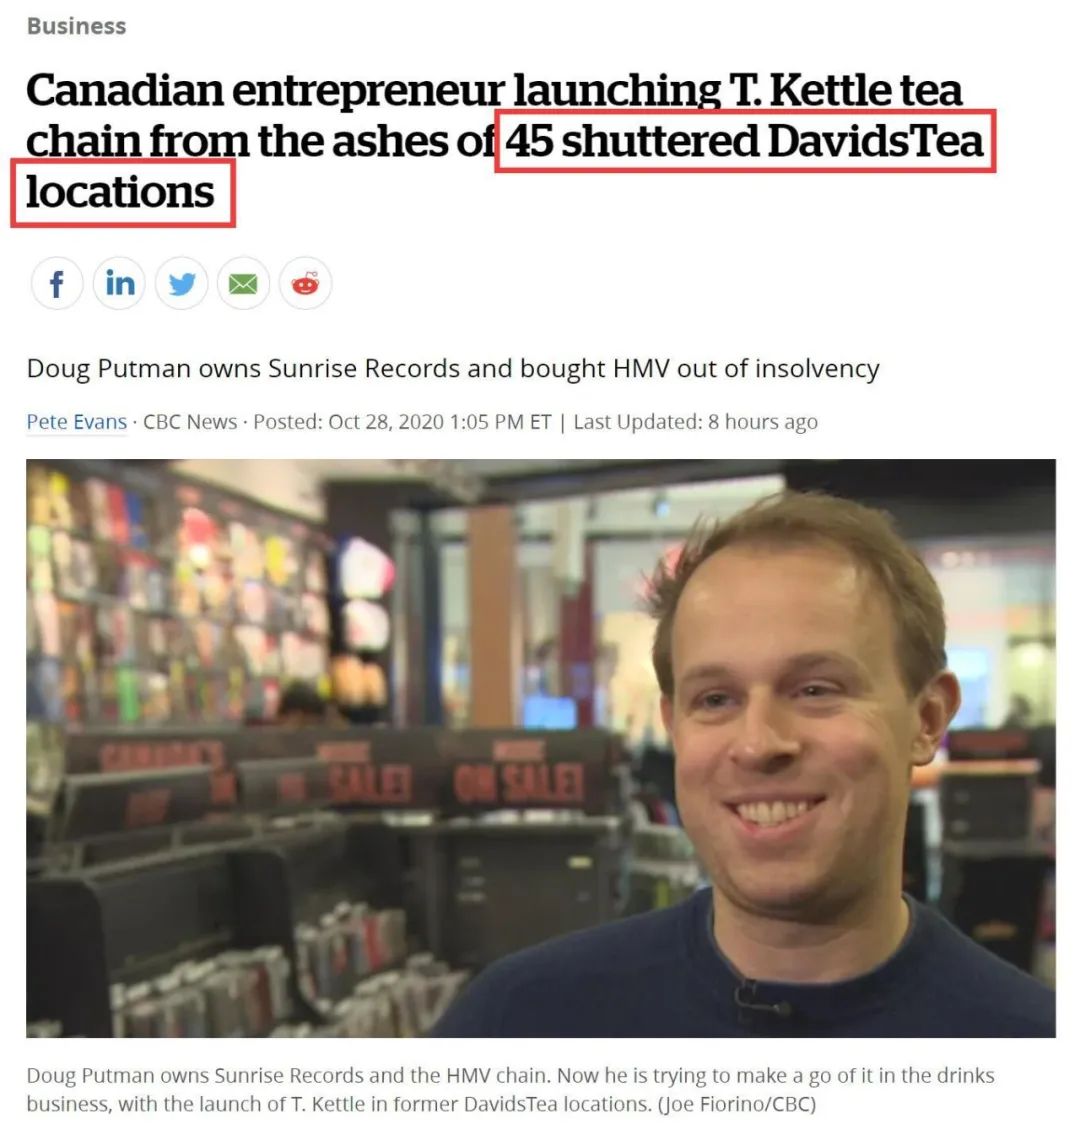 Business
Canadian entrepreneur launching T. Kettle tea
chain from the ashes of 45 shuttered DavidsTea
locations
f
in
Doug Putman owns Sunrise Records and bought HMV out of insolvency
Pete Evans · CBC News · Posted: Oct 28, 2020 1:05 PM ET | Last Updated: 8 hours ago
CANADA'S
SALE!
ON SALE!
Doug Putman owns Sunrise Records and the HMV chain. Now he is trying to make a go of it in the drinks
business, with the launch of T. Kettle in former DavidsTea locations. (Joe Fiorino/CBC)